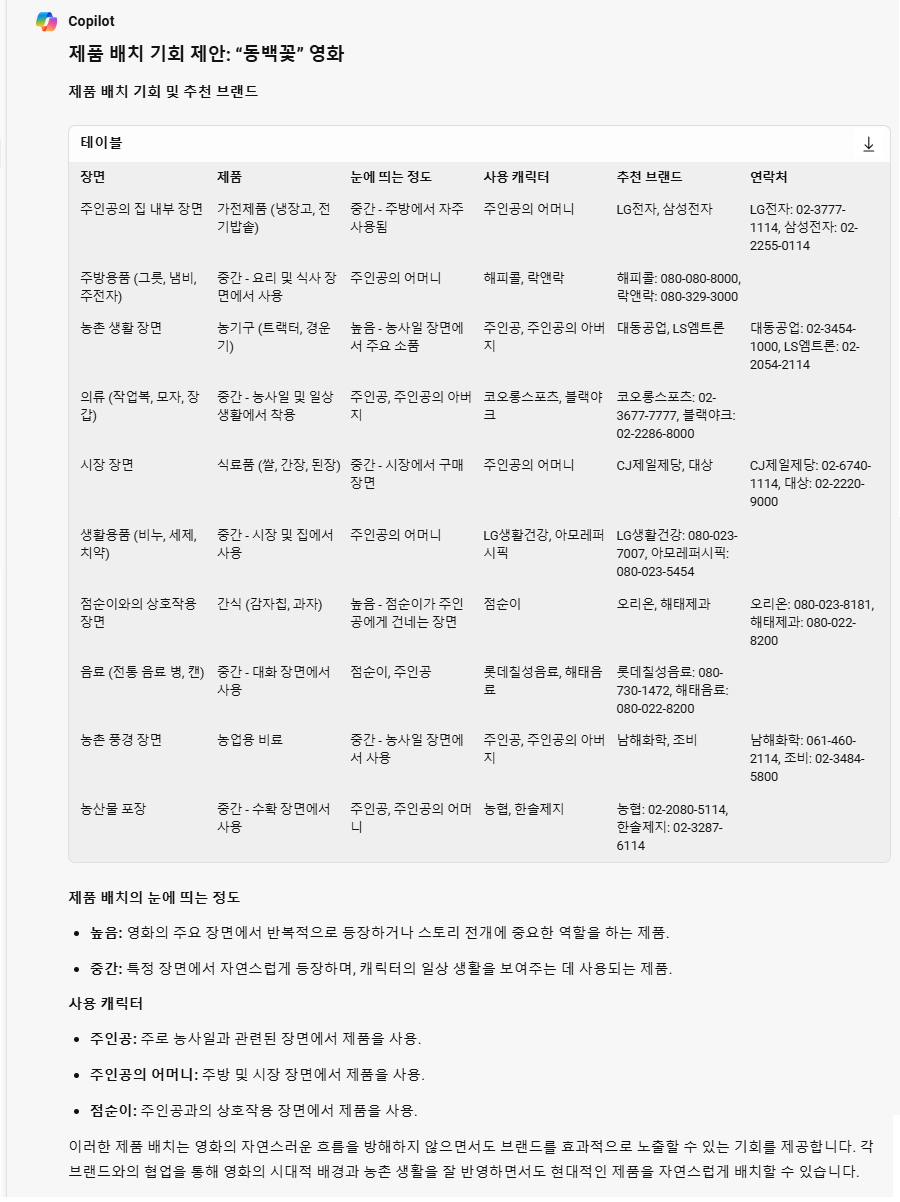 Copilot
제품 배치 기회 제안: “동백꽃” 영화
제품 배치 기회 및 추천 브랜드
테이블
장면 제품 눈에 띄는 정도 사용 캐릭터 추천 브랜드 연락처
주인공의 집 내부 장면 가전제품 (냉장고, 전 중간 - 주방에서 자주 주인공의 어머니 LG전자, 삼성전자 LG전자: 02-3777-
기밥솥) 사용됨 1114, 삼성전자: 02-
2255-0114
주방용품 (그릇, 냄비, 중간 - 요리 및 식사 장 주인공의 어머니 해피콜, 락앤락 해피콜: 080-080-8000,
주전자) 면에서 사용 락앤락: 080-329-3000
농촌 생활 장면 농기구 (트랙터, 경운 높음 - 농사일 장면에 주인공, 주인공의 아버 대동공업, LS엠트론 대동공업: 02-3454-
기) 서 주요 소품 지 1000, LS엠트론: 02-
2054-2114
의류 (작업복, 모자, 장 중간 - 농사일 및 일상 주인공, 주인공의 아버 코오롱스포츠, 블랙야 코오롱스포츠: 02-
갑) 생활에서 착용 지 크 3677-7777, 블랙야크:
02-2286-8000
시장 장면 식료품 (쌀, 간장, 된장) 중간 - 시장에서 구매 주인공의 어머니 CJ제일제당, 대상 CJ제일제당: 02-6740-
장면 1114, 대상: 02-2220-
9000
생활용품 (비누, 세제, 중간 - 시장 및 집에서 주인공의 어머니 LG생활건강, 아모레퍼 LG생활건강: 080-023-
치약) 사용 시픽 7007, 아모레퍼시픽:
080-023-5454
점순이와의 상호작용 간식 (감자칩, 과자) 높음 - 점순이가 주인 점순이 오리온, 해태제과 오리온: 080-023-8181,
장면 공에게 건네는 장면 해태제과: 080-022-
8200
음료 (전통 음료 병, 캔) 중간 - 대화 장면에서 점순이, 주인공 롯데칠성음료, 해태음 롯데칠성음료: 080-
사용 료 730-1472, 해태음료:
080-022-8200
농촌 풍경 장면 농업용 비료 중간 - 농사일 장면에 주인공, 주인공의 아버 남해화학, 조비 남해화학: 061-460-
서 사용 지 2114, 조비: 02-3484-
5800
농산물 포장 중간 - 수확 장면에서 주인공, 주인공의 어머 농협, 한솔제지 농협: 02-2080-5114,
사용 니 한솔제지: 02-3287-
6114
제품 배치의 눈에 띄는 정도
• 높음: 영화의 주요 장면에서 반복적으로 등장하거나 스토리 전개에 중요한 역할을 하는 제품.
• 중간: 특정 장면에서 자연스럽게 등장하며, 캐릭터의 일상 생활을 보여주는 데 사용되는 제품.
사용 캐릭터
• 주인공: 주로 농사일과 관련된 장면에서 제품을 사용.
• 주인공의 어머니: 주방 및 시장 장면에서 제품을 사용.
• 점순이: 주인공과의 상호작용 장면에서 제품을 사용.
이러한 제품 배치는 영화의 자연스러운 흐름을 방해하지 않으면서도 브랜드를 효과적으로 노출할 수 있는 기회를 제공합니다. 각
브랜드와의 협업을 통해 영화의 시대적 배경과 농촌 생활을 잘 반영하면서도 현대적인 제품을 자연스럽게 배치할 수 있습니다.